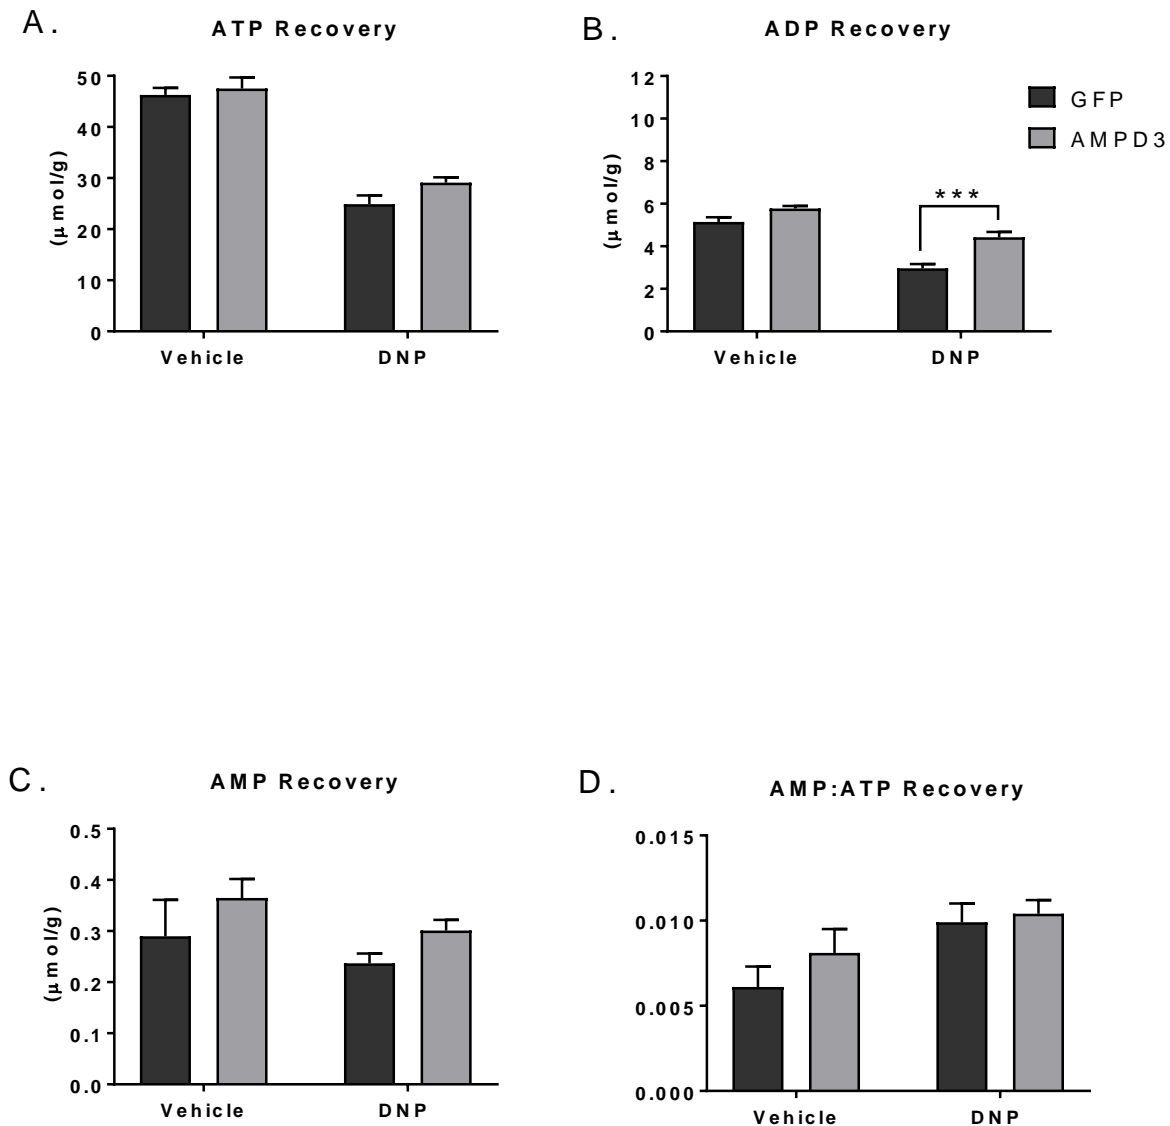 A.
ATP Recovery
50
40
30
20
10
0
(μmol/g)
Vehicle
DNP
B.
ADP Recovery
12
10
8
6
4
2
0
(μmol/g)
***
Vehicle
DNP
GFP
AMPD3
C.
AMP Recovery
0.5
0.4
0.3
0.2
0.1
0.0
(μmol/g)
Vehicle
DNP
D.
AMP:ATP Recovery
0.015
0.010
0.005
0.000
Vehicle
DNP